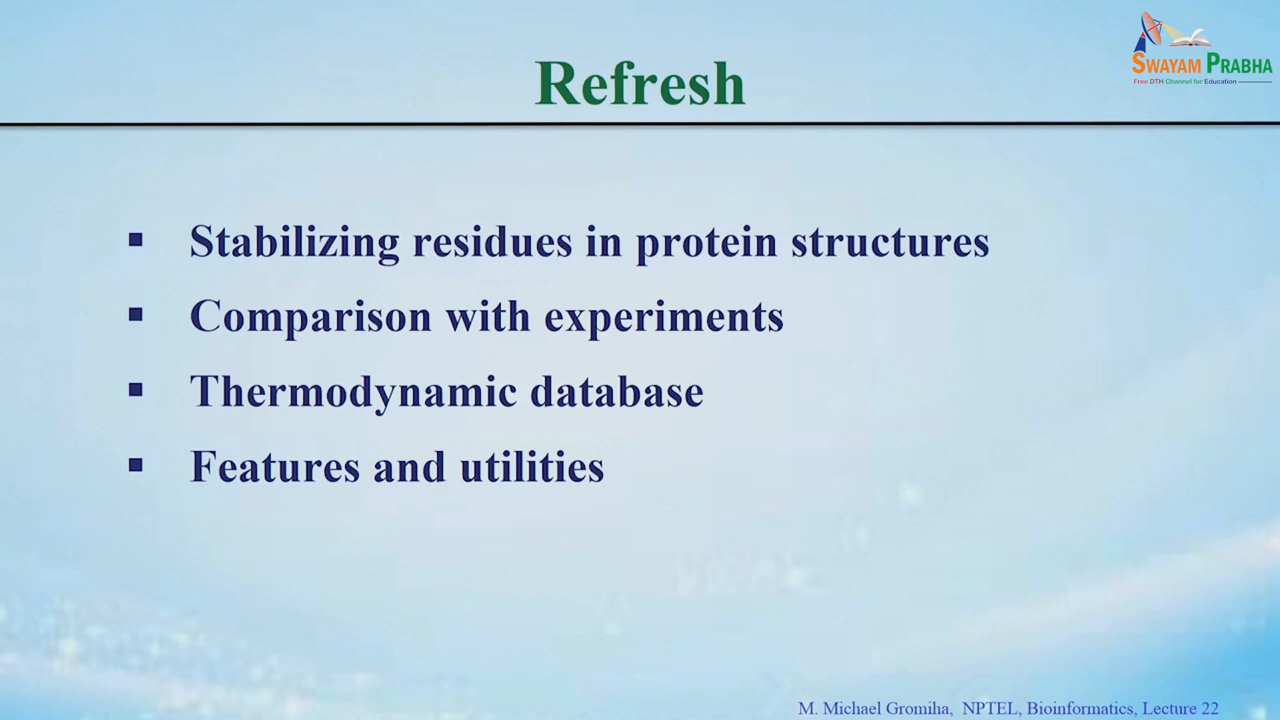 SWAYAM PRABHA
Free DTH Channel for Education
Refresh
▪ Stabilizing residues in protein structures
▪ Comparison with experiments
▪ Thermodynamic database
▪ Features and utilities
M. Michael Gromiha, NPTEL, Bioinformatics, Lecture 22